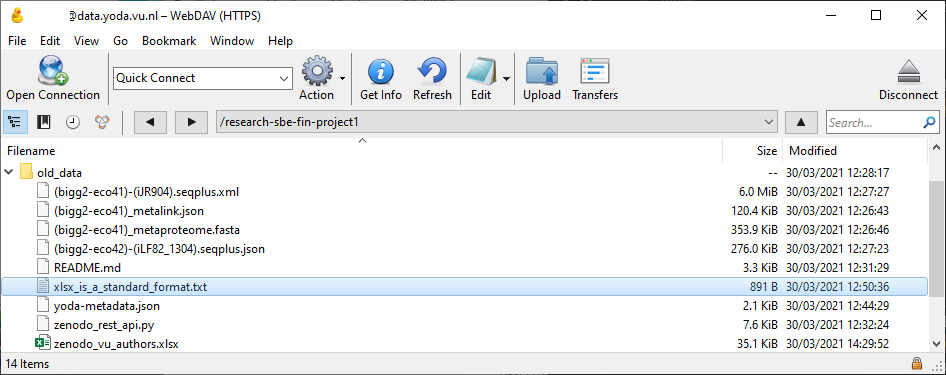 @data.yoda.vu.nl – WebDAV (HTTPS)
File Edit View Go Bookmark Window Help
Open Connection Quick Connect Action Get Info Refresh Edit Upload Transfers Disconnect
/research-sbe-fin-project1 Search...
Filename Size Modified
old_data -- 30/03/2021 12:28:17
(bigg2-eco41)-(iJR904).seqplus.xml 6.0 MiB 30/03/2021 12:27:27
(bigg2-eco41)_metalink.json 120.4 KiB 30/03/2021 12:26:43
(bigg2-eco41)_metaproteome.fasta 353.9 KiB 30/03/2021 12:26:46
(bigg2-eco42)-(iLF82_1304).seqplus.json 276.0 KiB 30/03/2021 12:27:23
README.md 3.3 KiB 30/03/2021 12:31:29
xlsx_is_a_standard_format.txt 891 B 30/03/2021 12:50:36
yoda-metadata.json 2.1 KiB 30/03/2021 12:44:29
zenodo_rest_api.py 7.6 KiB 30/03/2021 12:32:24
zenodo_vu_authors.xlsx 35.1 KiB 30/03/2021 14:29:52
14 Items